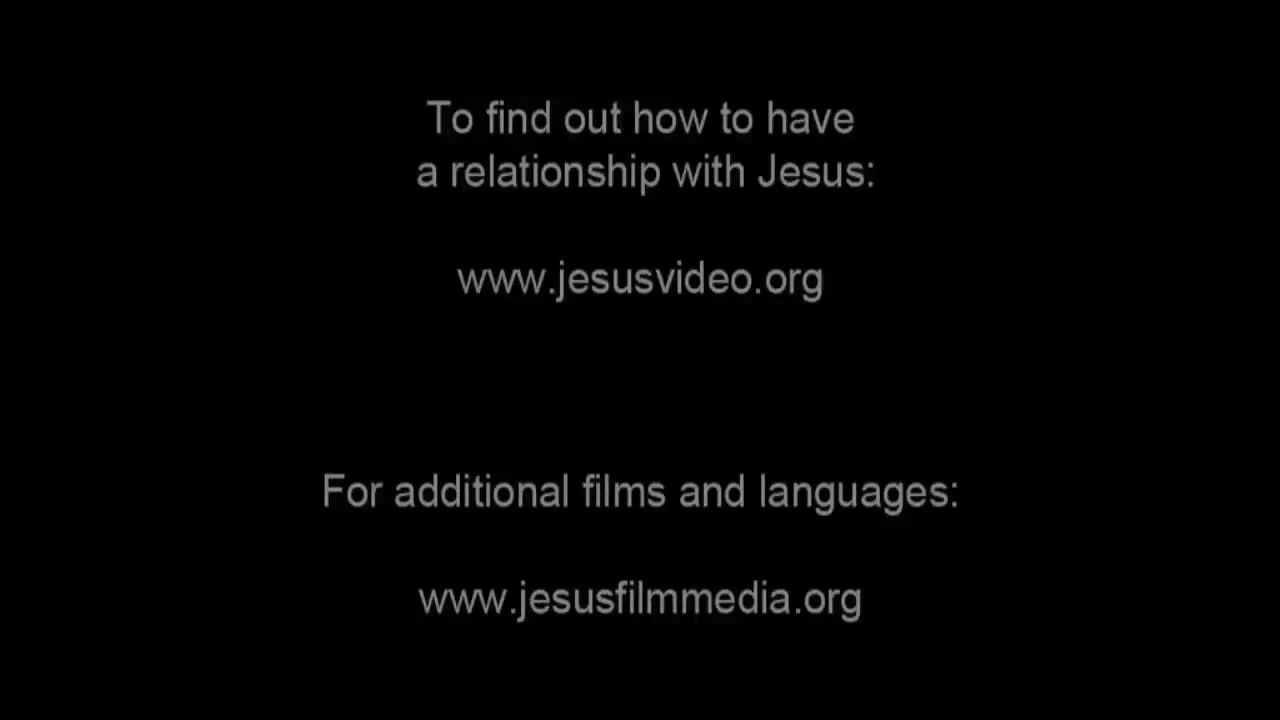 To find out how to have
a relationship with Jesus:
www.jesusvideo.org
For additional films and languages:
www.jesusfilmmedia.org